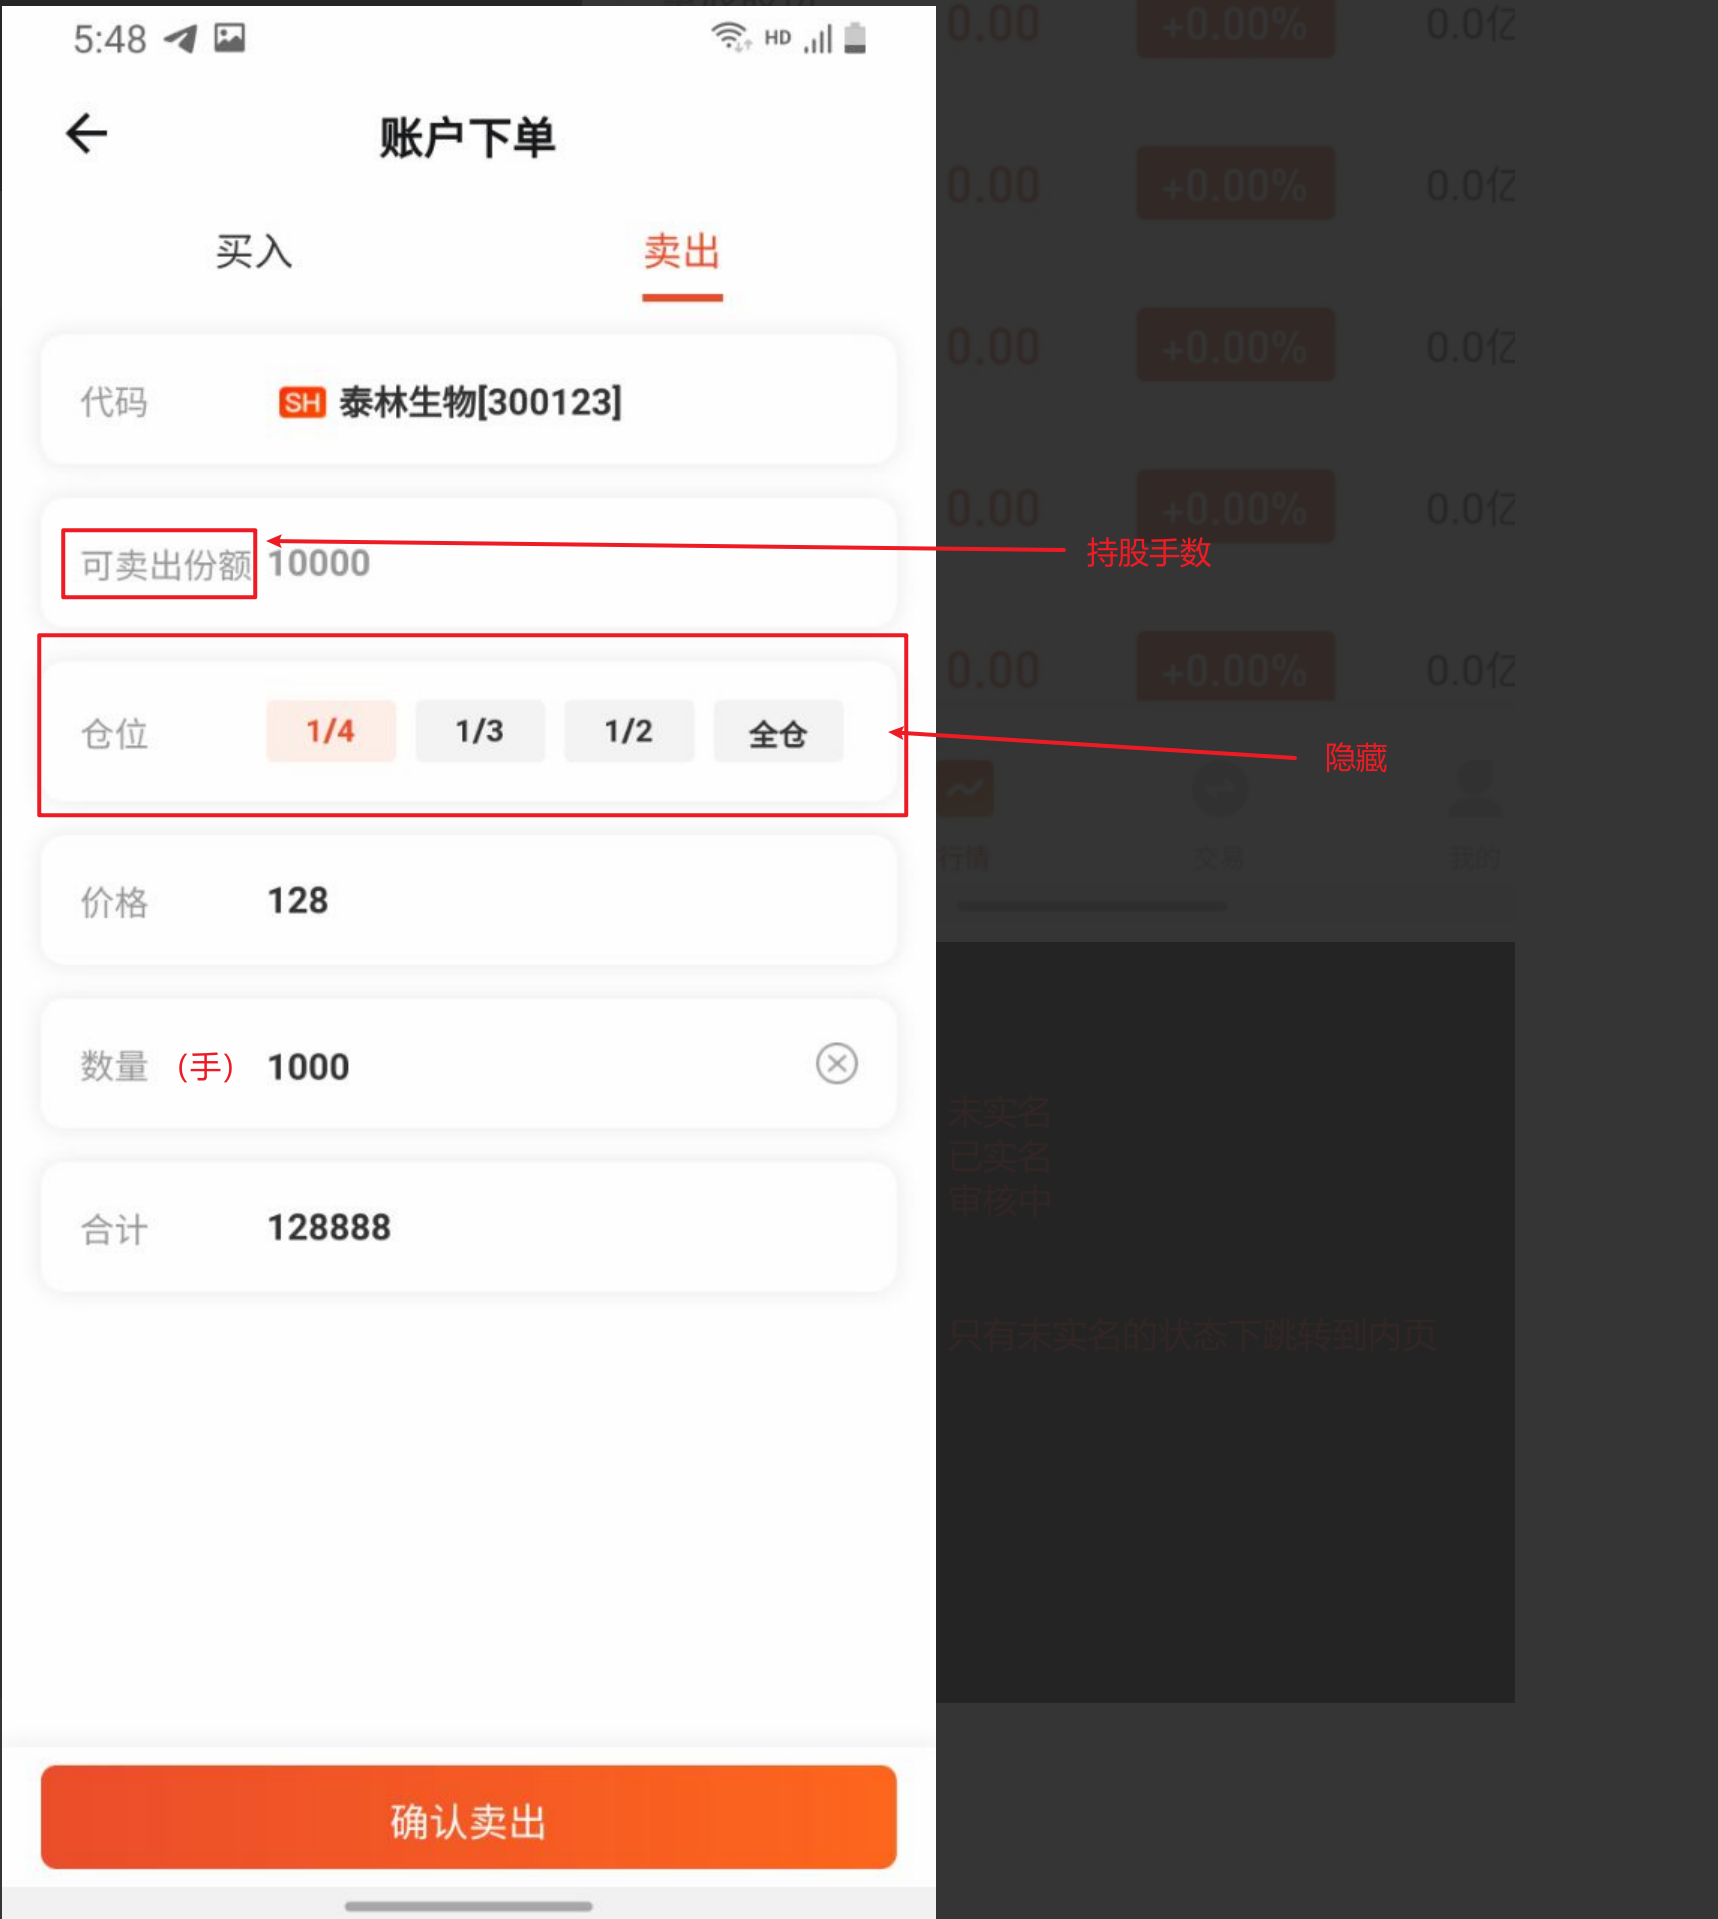 5:48
HD
账户下单
买入
卖出
代码
SH 泰林生物[300123]
可卖出份额 10000
持股手数
仓位
1/4
1/3
1/2
全仓
隐藏
价格
128
数量（手）
1000
合计
128888
确认卖出
0.00 +0.00% 0.0亿
0.00 +0.00% 0.0亿
0.00 +0.00% 0.0亿
0.00 +0.00% 0.0亿
0.00 +0.00% 0.0亿
行情
交易
我的
未实名
已实名
审核中
只有未实名的状态下跳转到内页